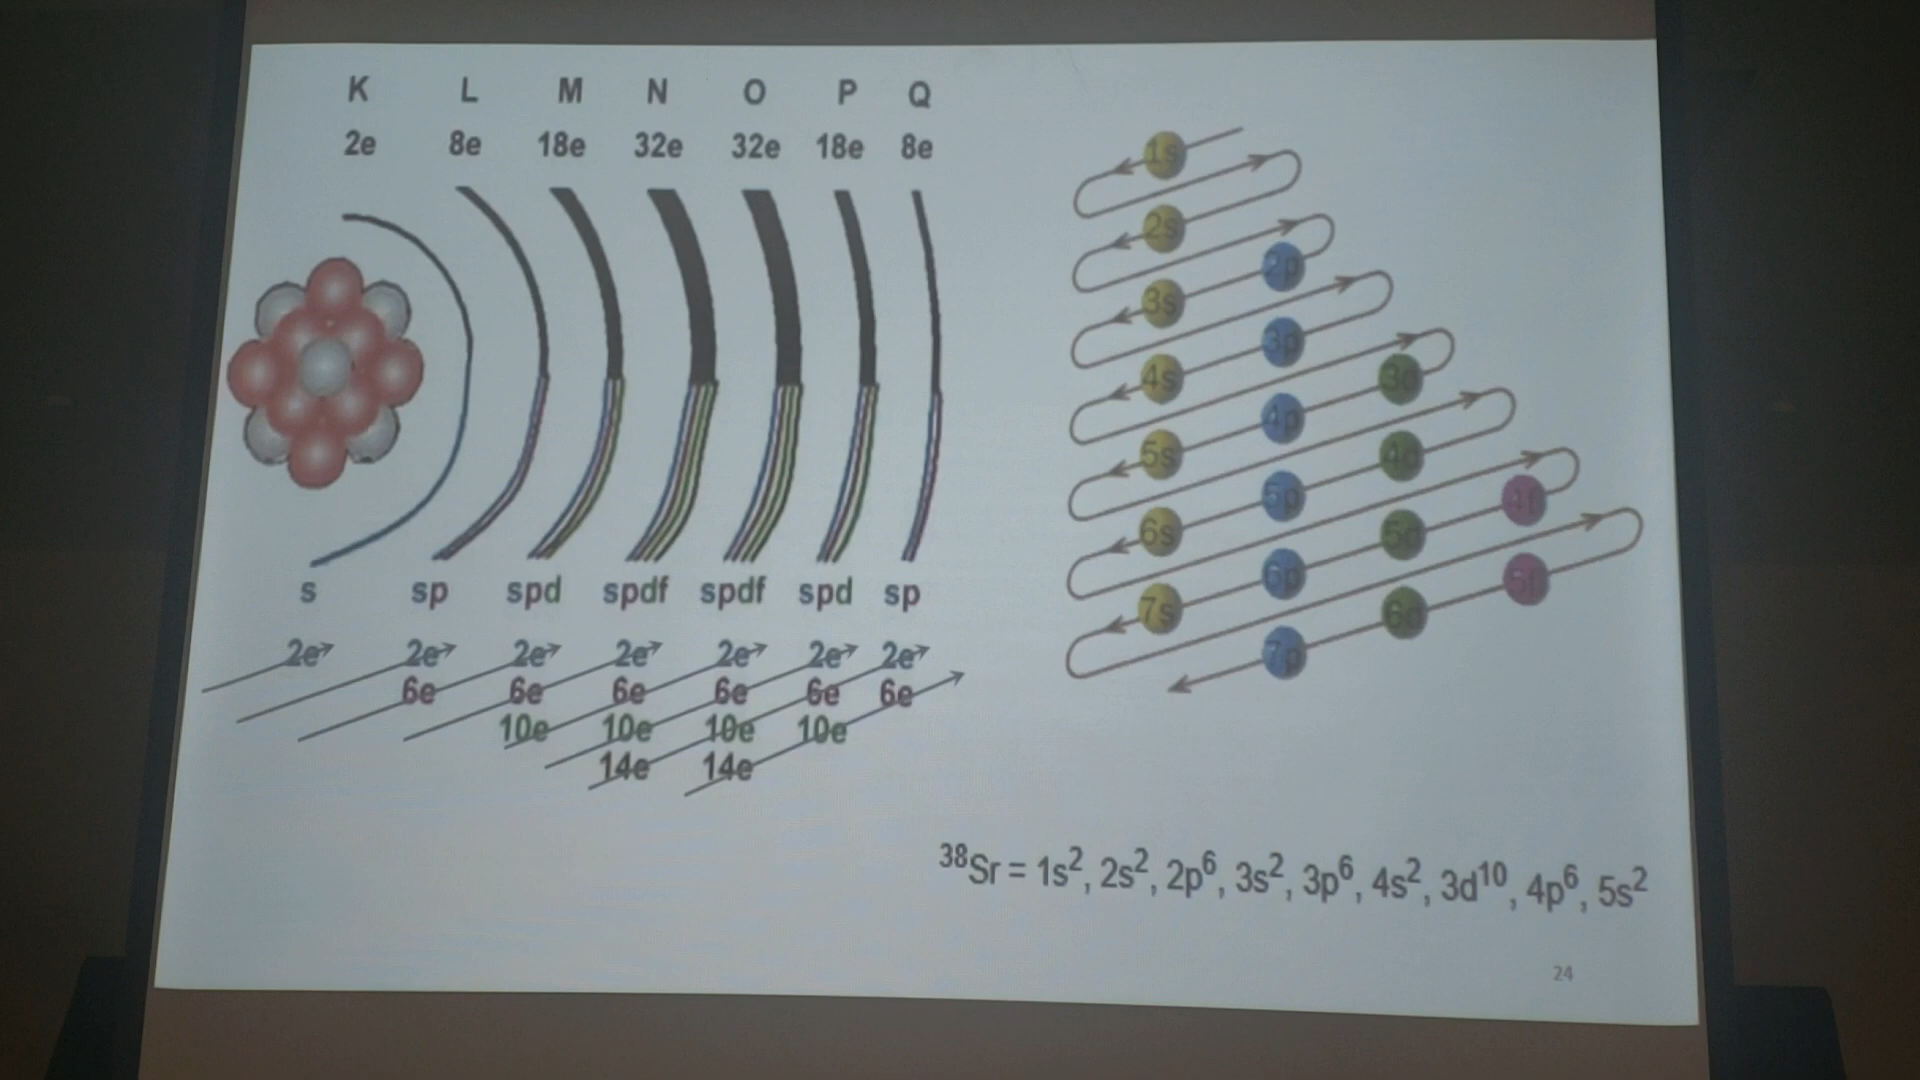 K L M N O P Q
2e 8e 18e 32e 32e 18e 8e
s sp spd spdf spdf spd sp
2e 2e 2e 2e 2e 2e 2e
6e 6e 6e 6e 6e 6e
10e 10e 10e 10e
14e 14e
1s
2s
2p
3s
3p
3d
4s
4p
4d
4f
5s
5p
5d
5f
6s
6p
6d
7s
7p
³⁸Sr = 1s², 2s², 2p⁶, 3s², 3p⁶, 4s², 3d¹⁰, 4p⁶, 5s²
24